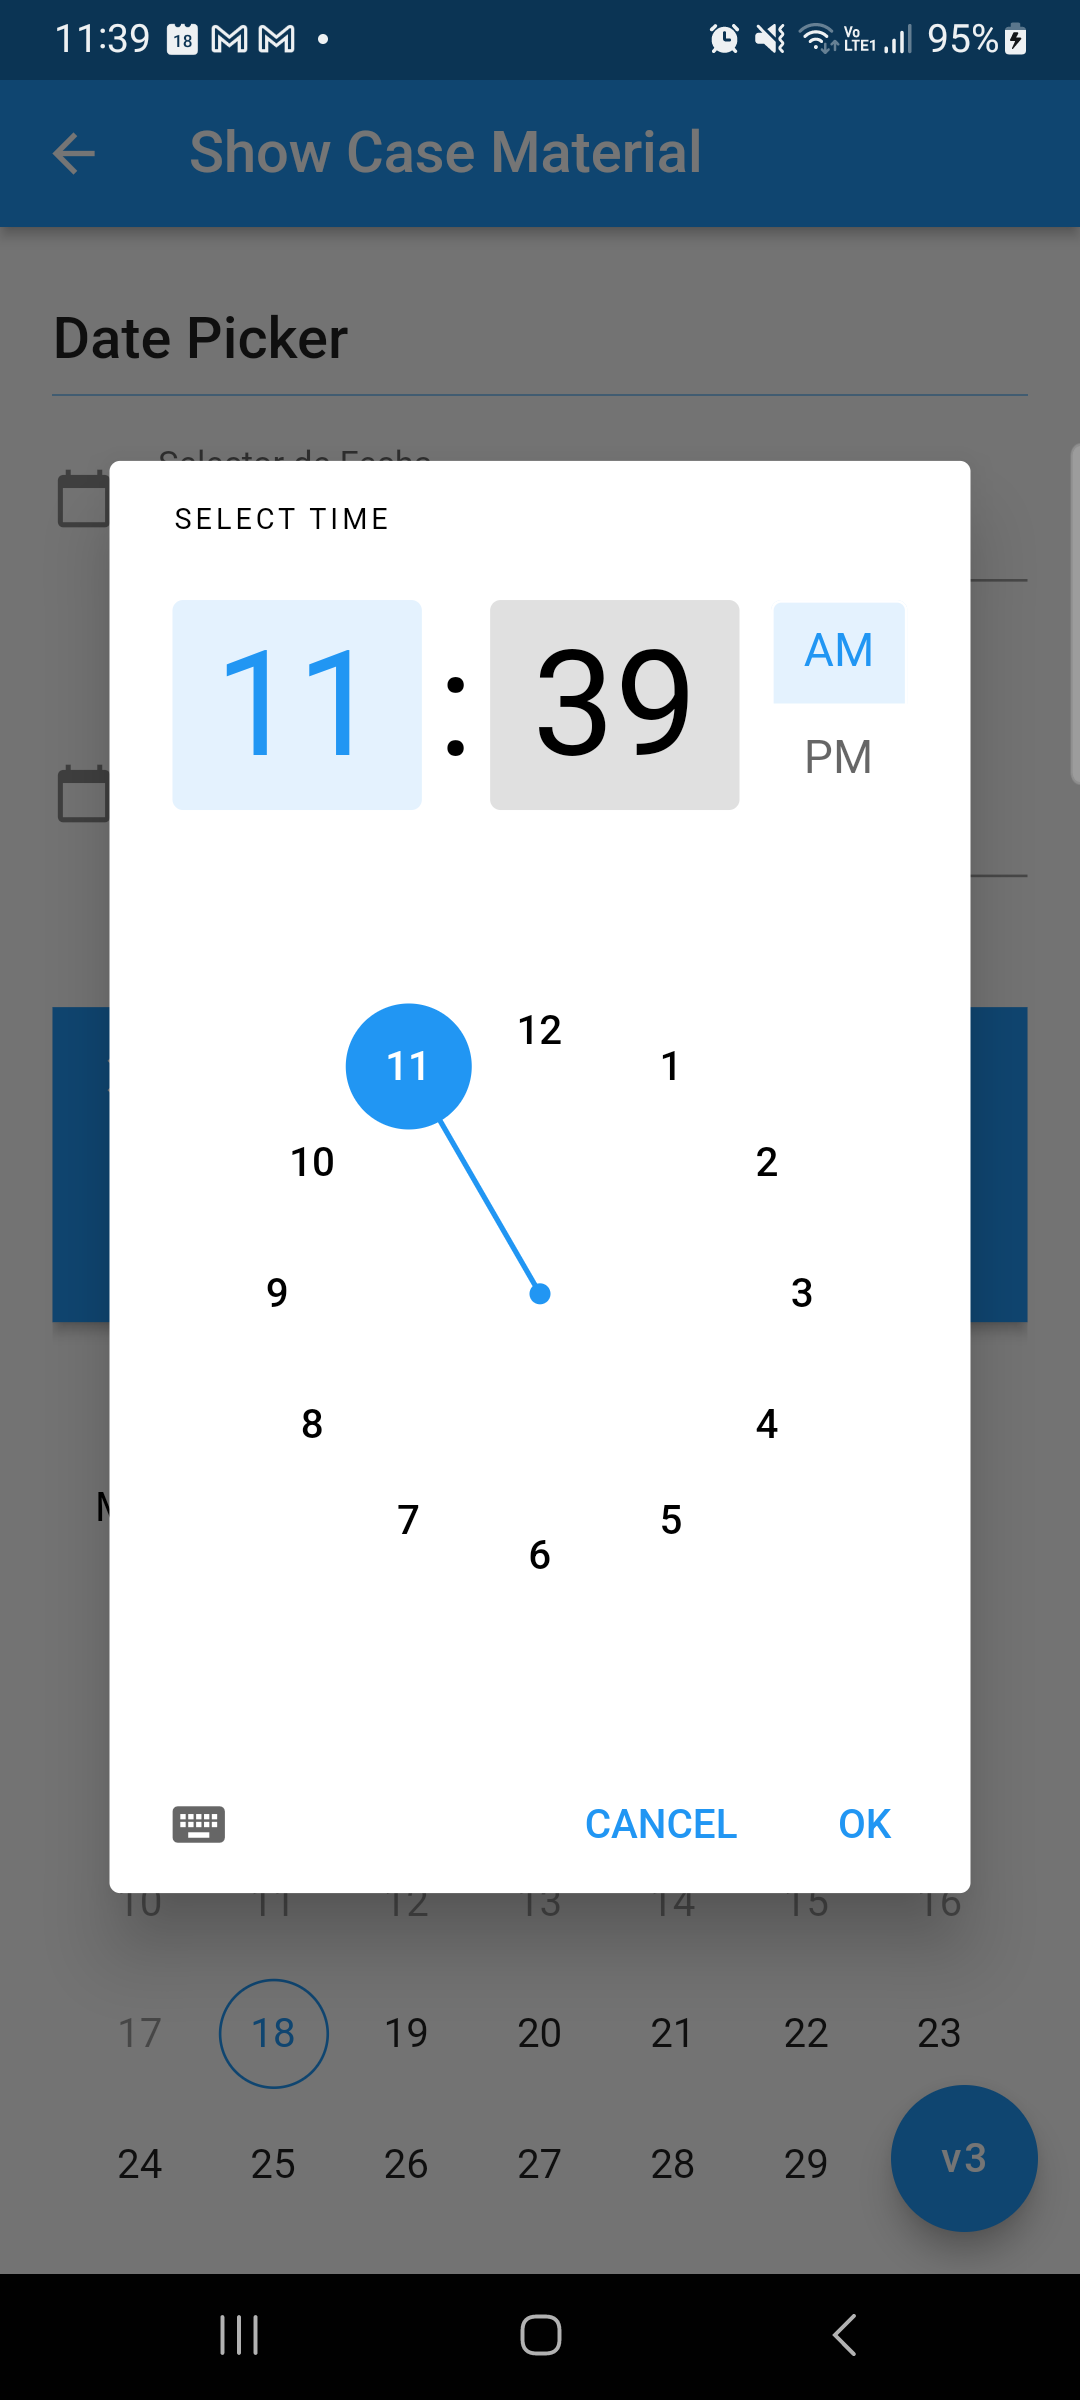 11:39 18 Vo LTE1 95%
Show Case Material
Date Picker
Selector de Fecha
SELECT TIME
11 : 39 AM
PM
12
11 1
10 2
9 3
8 4
7 5
6
CANCEL OK
10 11 12 13 14 15 16
17 18 19 20 21 22 23
24 25 26 27 28 29
v3